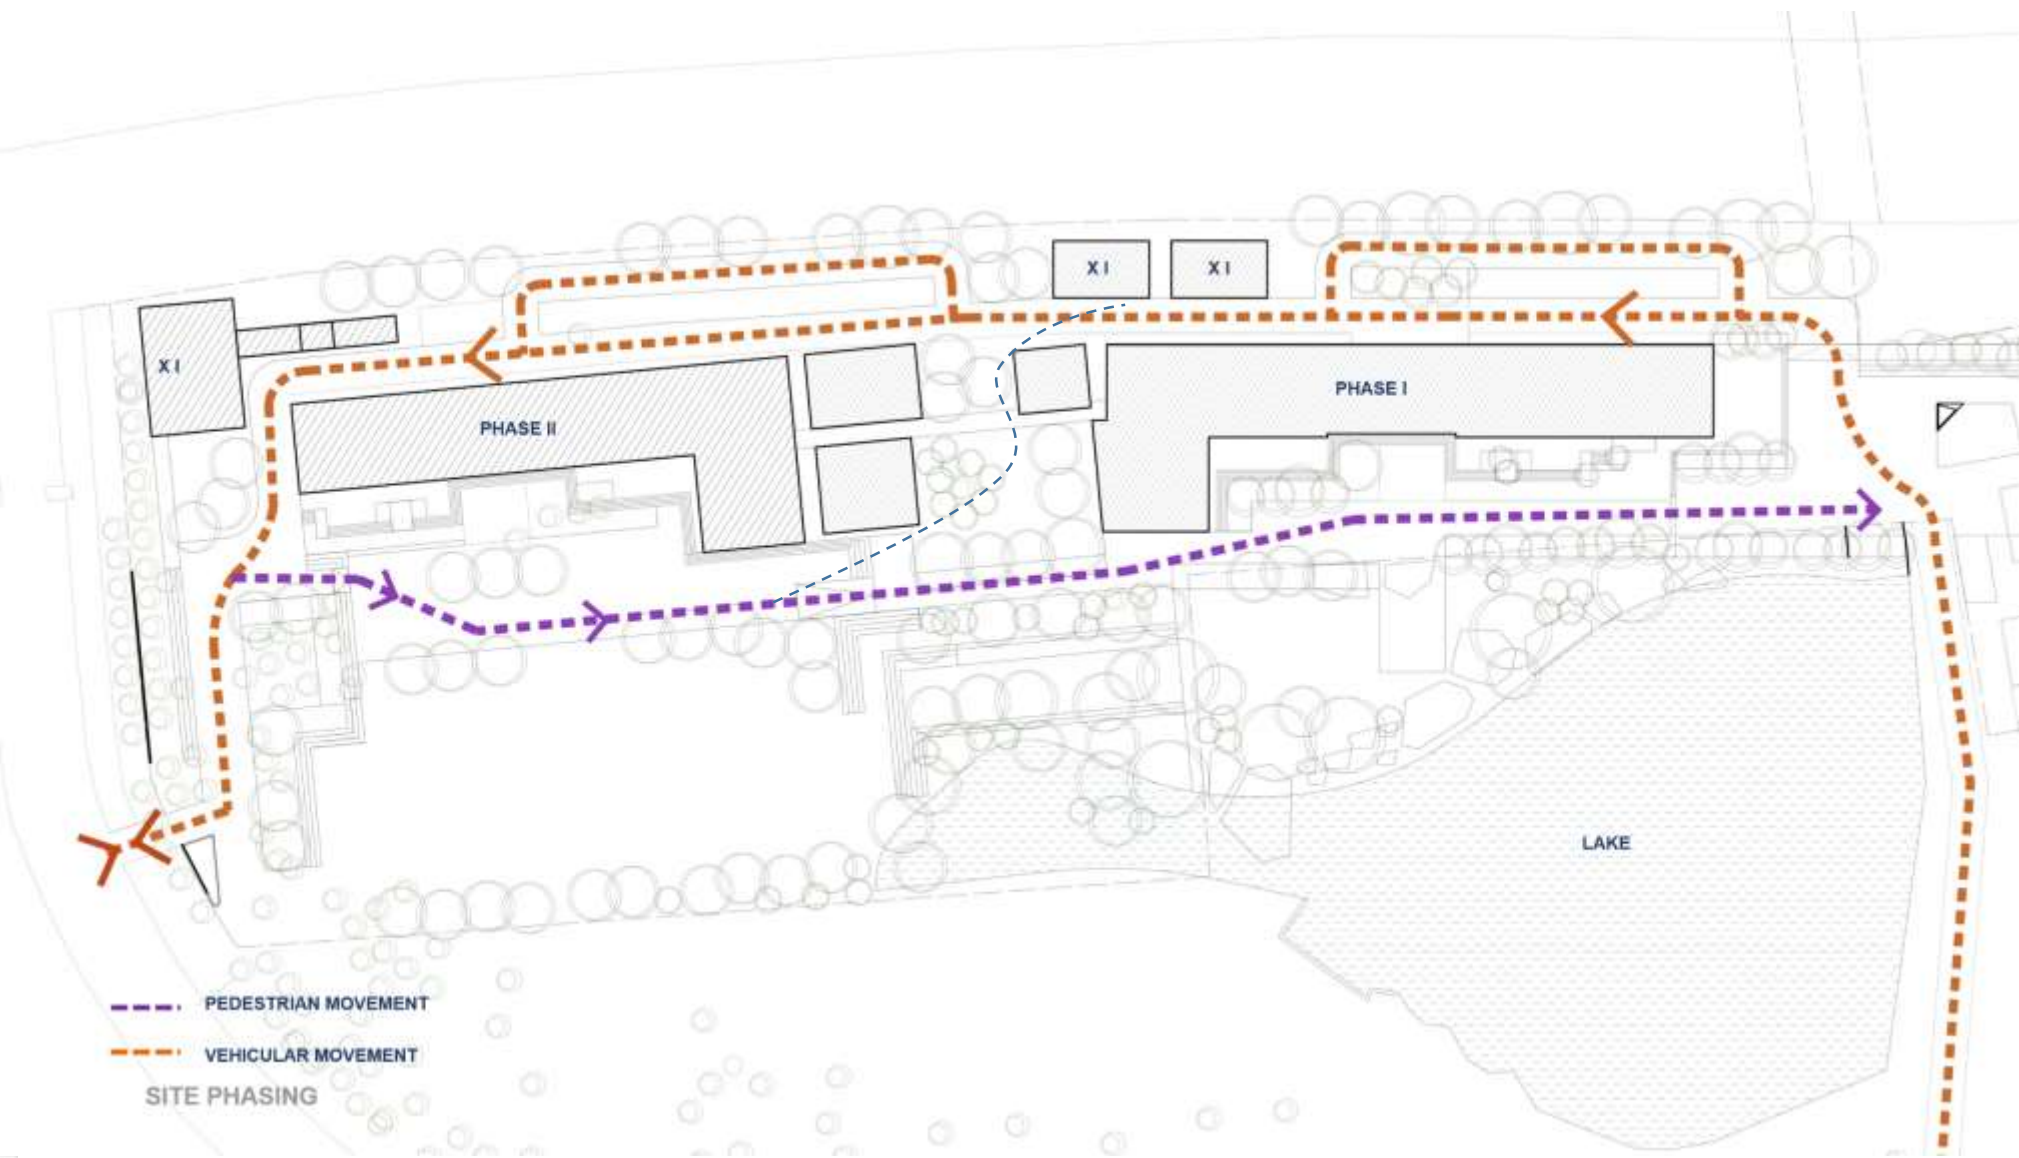 X I
X I
X I
PHASE I
PHASE II
LAKE
PEDESTRIAN MOVEMENT
VEHICULAR MOVEMENT
SITE PHASING